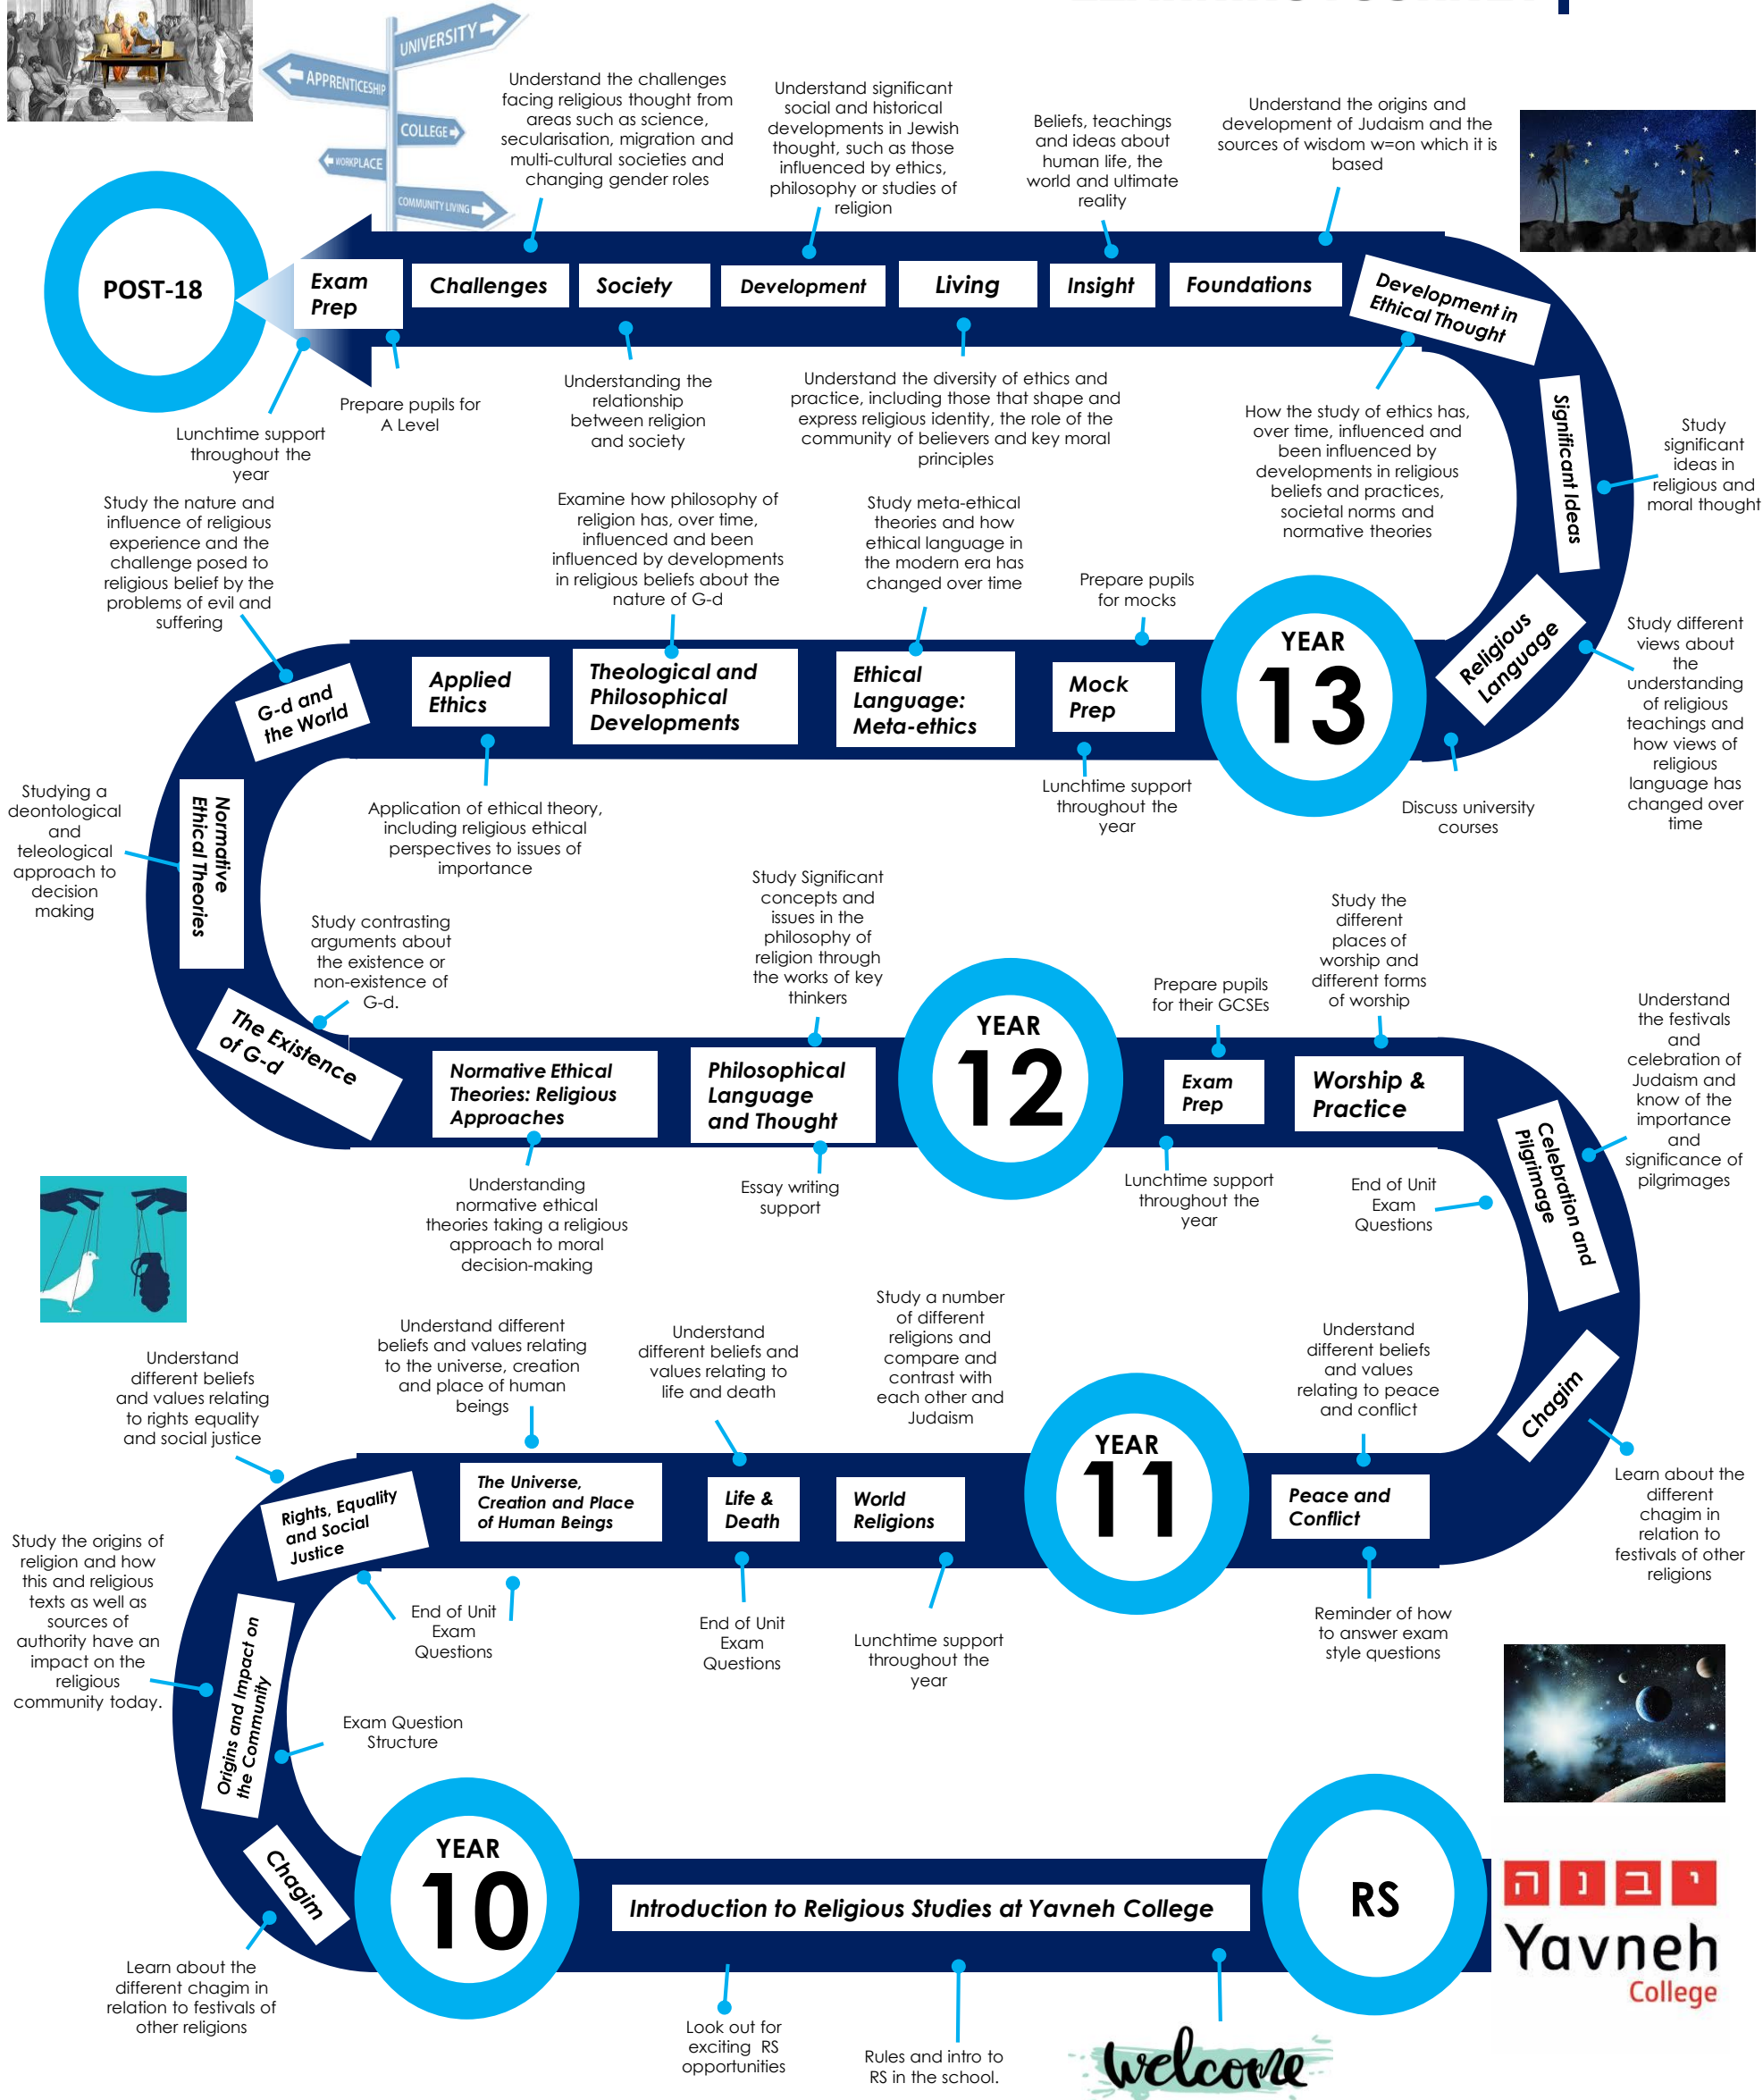 UNIVERSITY
APPRENTICESHIP
COLLEGE
WORKPLACE
COMMUNITY LIVING
Understand the challenges
facing religious thought from
areas such as science,
secularisation, migration and
multi-cultural societies and
changing gender roles
Understand significant
social and historical
developments in Jewish
thought, such as those
influenced by ethics,
philosophy or studies of
religion
Beliefs, teachings
and ideas about
human life, the
world and ultimate
reality
Understand the origins and
development of Judaism and the
sources of wisdom w=on which it is
based
POST-18
Exam
Prep
Challenges
Society
Development
Living
Insight
Foundations
Development in
Ethical Thought
Lunchtime support
throughout the
year
Prepare pupils for
A Level
Understanding the
relationship
between religion
and society
Understand the diversity of ethics and
practice, including those that shape and
express religious identity, the role of the
community of believers and key moral
principles
How the study of ethics has,
over time, influenced and
been influenced by
developments in religious
beliefs and practices,
societal norms and
normative theories
Significant Ideas
Study
significant
ideas in
religious and
moral thought
Study the nature and
influence of religious
experience and the
challenge posed to
religious belief by the
problems of evil and
suffering
Examine how philosophy of
religion has, over time,
influenced and been
influenced by developments
in religious beliefs about the
nature of G-d
Study meta-ethical
theories and how
ethical language in
the modern era has
changed over time
Prepare pupils
for mocks
Religious
Language
Study different
views about
the
understanding
of religious
teachings and
how views of
religious
language has
changed over
time
G-d and
the World
Applied
Ethics
Theological and
Philosophical
Developments
Ethical
Language:
Meta-ethics
Mock
Prep
YEAR
13
Studying a
deontological
and
teleological
approach to
decision
making
Normative
Ethical Theories
Application of ethical theory,
including religious ethical
perspectives to issues of
importance
Lunchtime support
throughout the
year
Discuss university
courses
Study contrasting
arguments about
the existence or
non-existence of
G-d.
Study Significant
concepts and
issues in the
philosophy of
religion through
the works of key
thinkers
Prepare pupils
for their GCSEs
Study the
different
places of
worship and
different forms
of worship
Understand
the festivals
and
celebration of
Judaism and
know of the
importance
and
significance of
pilgrimages
The Existence
of G-d
Normative Ethical
Theories: Religious
Approaches
Philosophical
Language
and Thought
YEAR
12
Exam
Prep
Worship &
Practice
Celebration and
Pilgrimage
Understanding
normative ethical
theories taking a religious
approach to moral
decision-making
Essay writing
support
Lunchtime support
throughout the
year
End of Unit
Exam
Questions
Understand
different beliefs
and values relating
to rights equality
and social justice
Understand different
beliefs and values relating
to the universe, creation
and place of human
beings
Understand
different beliefs and
values relating to
life and death
Study a number
of different
religions and
compare and
contrast with
each other and
Judaism
Understand
different beliefs
and values
relating to peace
and conflict
Chagim
Learn about the
different
chagim in
relation to
festivals of other
religions
Rights, Equality
and Social
Justice
The Universe,
Creation and Place
of Human Beings
Life &
Death
World
Religions
YEAR
11
Peace and
Conflict
Study the origins of
religion and how
this and religious
texts as well as
sources of
authority have an
impact on the
religious
community today.
Origins and Impact on
the Community
End of Unit
Exam
Questions
End of Unit
Exam
Questions
Lunchtime support
throughout the
year
Reminder of how
to answer exam
style questions
Exam Question
Structure
Chagim
YEAR
10
Introduction to Religious Studies at Yavneh College
RS
יבנה
Yavneh
College
Learn about the
different chagim in
relation to festivals of
other religions
Look out for
exciting RS
opportunities
Rules and intro to
RS in the school.
welcome